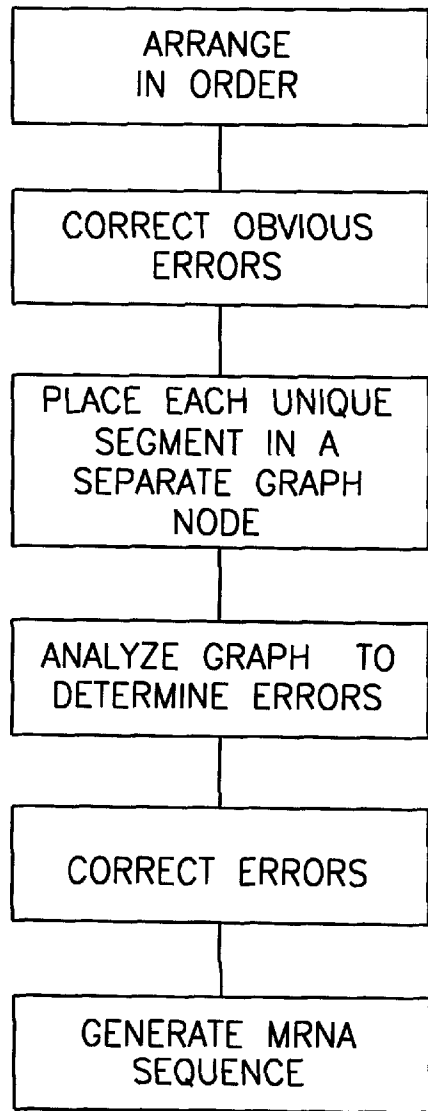 ARRANGE
IN ORDER
CORRECT OBVIOUS
ERRORS
PLACE EACH UNIQUE
SEGMENT IN A
SEPARATE GRAPH
NODE
ANALYZE GRAPH TO
DETERMINE ERRORS
CORRECT ERRORS
GENERATE MRNA
SEQUENCE